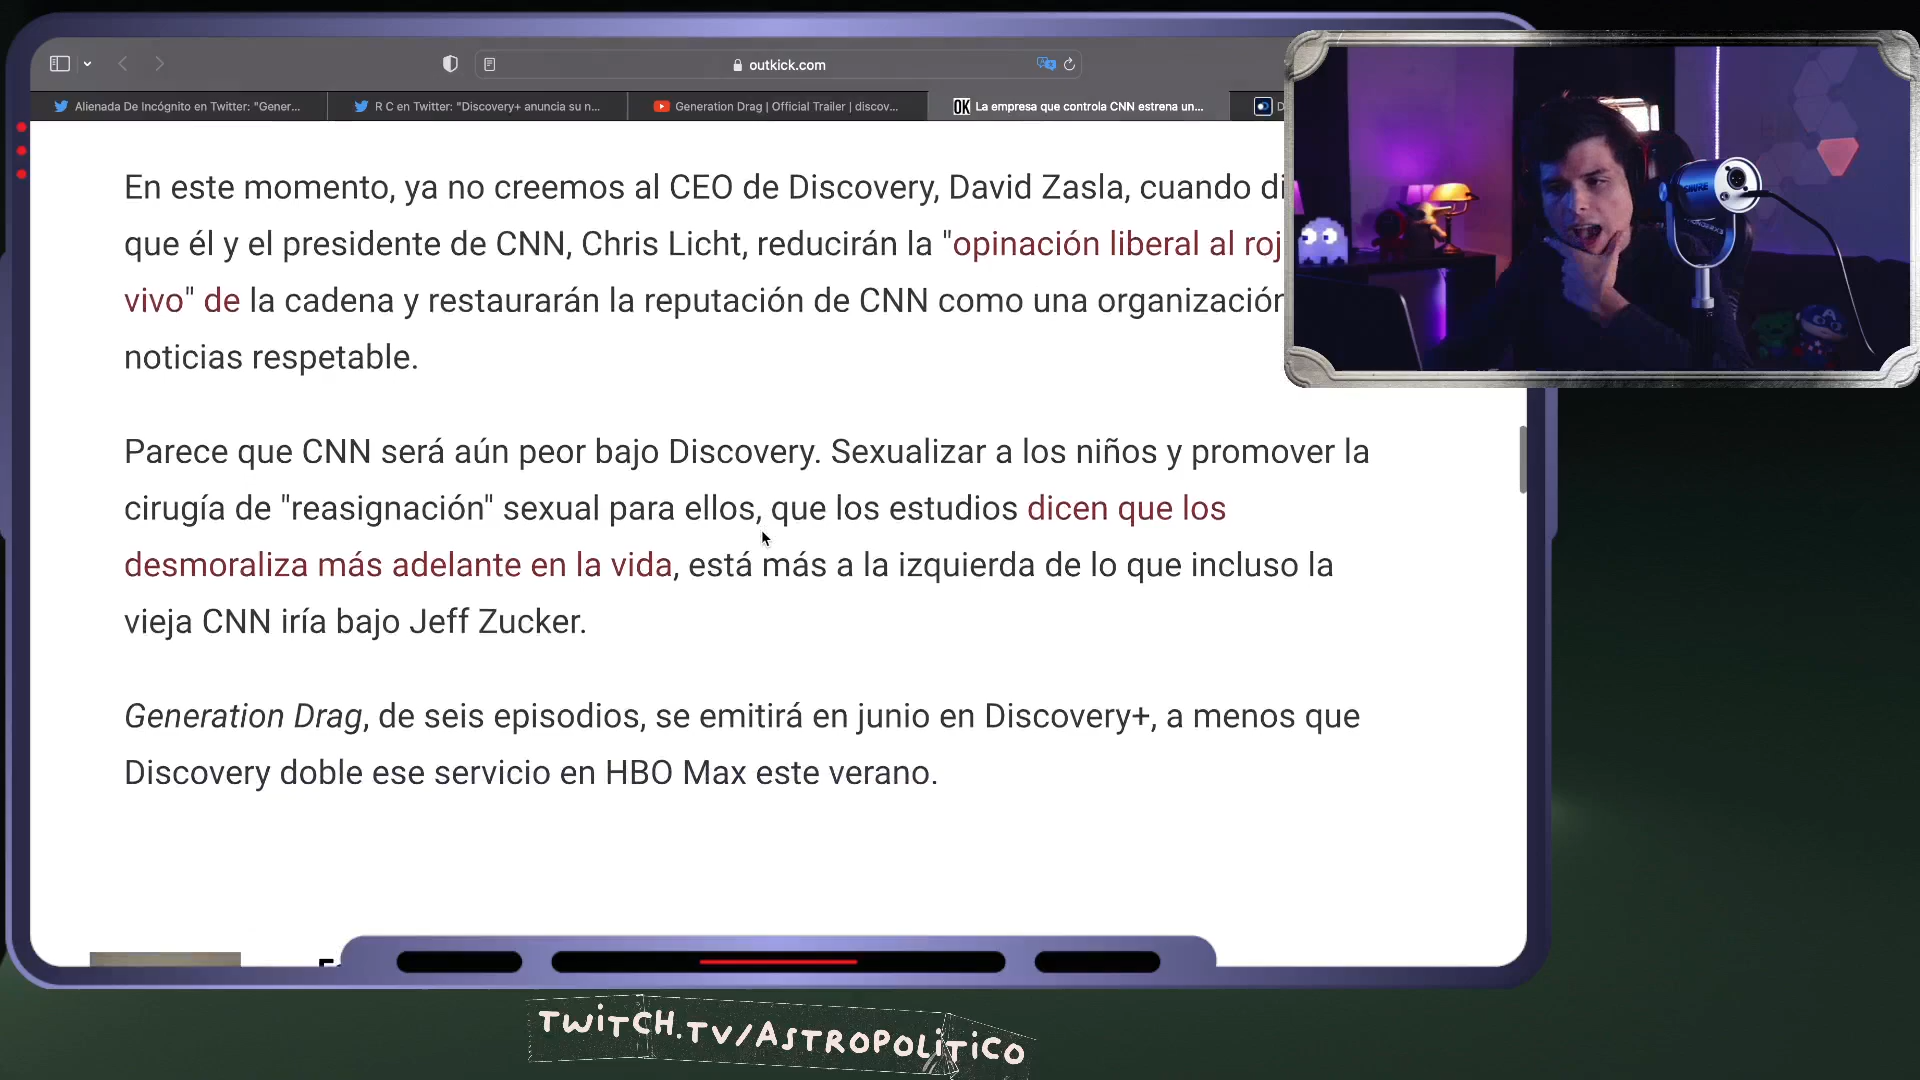 outkick.com
Alienada De Incógnito en Twitter: "Gener...
R C en Twitter: "Discovery+ anuncia su n...
Generation Drag | Official Trailer | discov...
OK La empresa que controla CNN estrena un...
En este momento, ya no creemos al CEO de Discovery, David Zasla, cuando di
que él y el presidente de CNN, Chris Licht, reducirán la "opinación liberal al roj
vivo" de la cadena y restaurarán la reputación de CNN como una organización
noticias respetable.
Parece que CNN será aún peor bajo Discovery. Sexualizar a los niños y promover la
cirugía de "reasignación" sexual para ellos, que los estudios dicen que los
desmoraliza más adelante en la vida, está más a la izquierda de lo que incluso la
vieja CNN iría bajo Jeff Zucker.
Generation Drag, de seis episodios, se emitirá en junio en Discovery+, a menos que
Discovery doble ese servicio en HBO Max este verano.
SHURE
TWiTCH.TV/ASTROPOLiTiCO